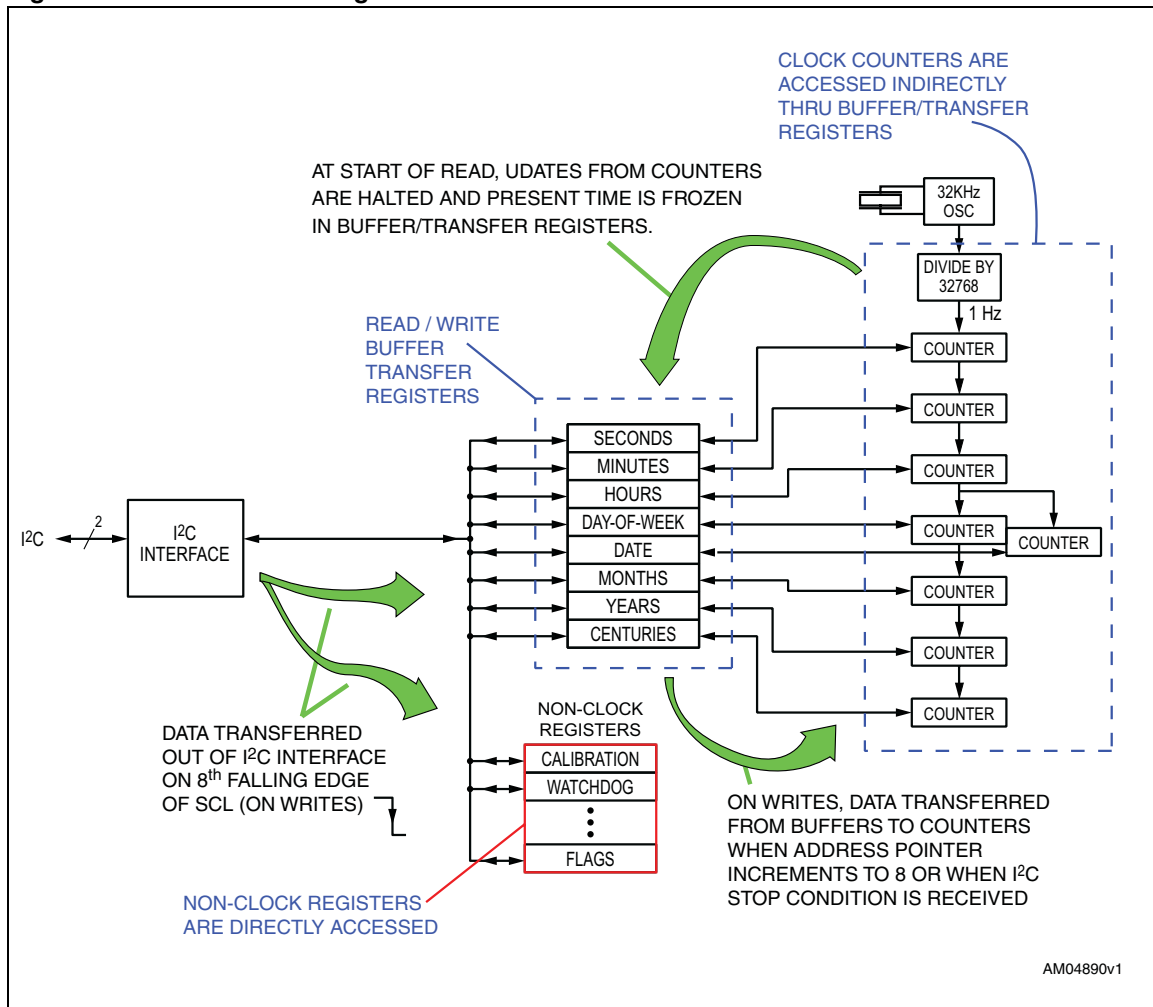 CLOCK COUNTERS ARE
ACCESSED INDIRECTLY
THRU BUFFER/TRANSFER
REGISTERS
AT START OF READ, UDATES FROM COUNTERS
ARE HALTED AND PRESENT TIME IS FROZEN
IN BUFFER/TRANSFER REGISTERS.
32KHz
OSC
DIVIDE BY
32768
1 Hz
READ / WRITE
BUFFER
TRANSFER
REGISTERS
COUNTER
COUNTER
COUNTER
COUNTER
COUNTER
COUNTER
COUNTER
COUNTER
SECONDS
MINUTES
HOURS
DAY-OF-WEEK
DATE
MONTHS
YEARS
CENTURIES
I²C
2
I²C
INTERFACE
DATA TRANSFERRED
OUT OF I²C INTERFACE
ON 8th FALLING EDGE
OF SCL (ON WRITES)
NON-CLOCK
REGISTERS
CALIBRATION
WATCHDOG
FLAGS
ON WRITES, DATA TRANSFERRED
FROM BUFFERS TO COUNTERS
WHEN ADDRESS POINTER
INCREMENTS TO 8 OR WHEN I²C
STOP CONDITION IS RECEIVED
NON-CLOCK REGISTERS
ARE DIRECTLY ACCESSED
AM04890v1